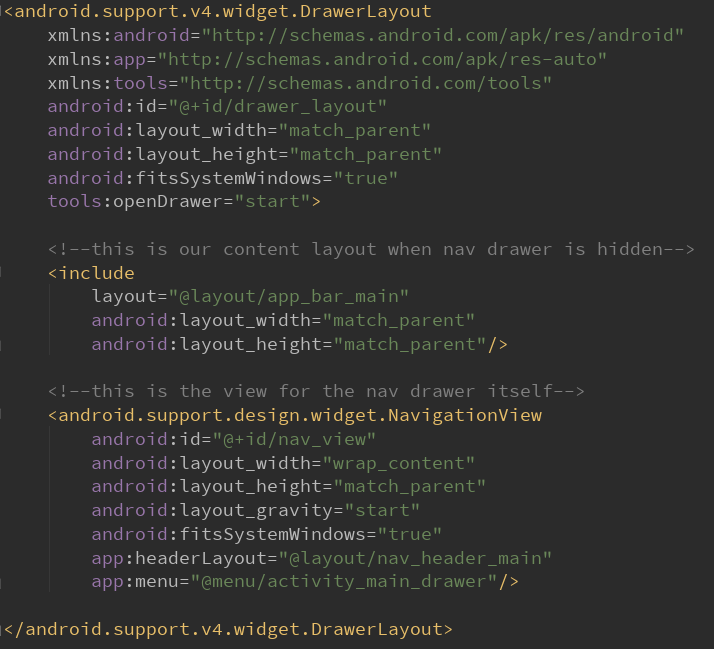 <android.support.v4.widget.DrawerLayout
    xmlns:android="http://schemas.android.com/apk/res/android"
    xmlns:app="http://schemas.android.com/apk/res-auto"
    xmlns:tools="http://schemas.android.com/tools"
    android:id="@+id/drawer_layout"
    android:layout_width="match_parent"
    android:layout_height="match_parent"
    android:fitsSystemWindows="true"
    tools:openDrawer="start">

    <!--this is our content layout when nav drawer is hidden-->
    <include
        layout="@layout/app_bar_main"
        android:layout_width="match_parent"
        android:layout_height="match_parent"/>

    <!--this is the view for the nav drawer itself-->
    <android.support.design.widget.NavigationView
        android:id="@+id/nav_view"
        android:layout_width="wrap_content"
        android:layout_height="match_parent"
        android:layout_gravity="start"
        android:fitsSystemWindows="true"
        app:headerLayout="@layout/nav_header_main"
        app:menu="@menu/activity_main_drawer"/>

</android.support.v4.widget.DrawerLayout>